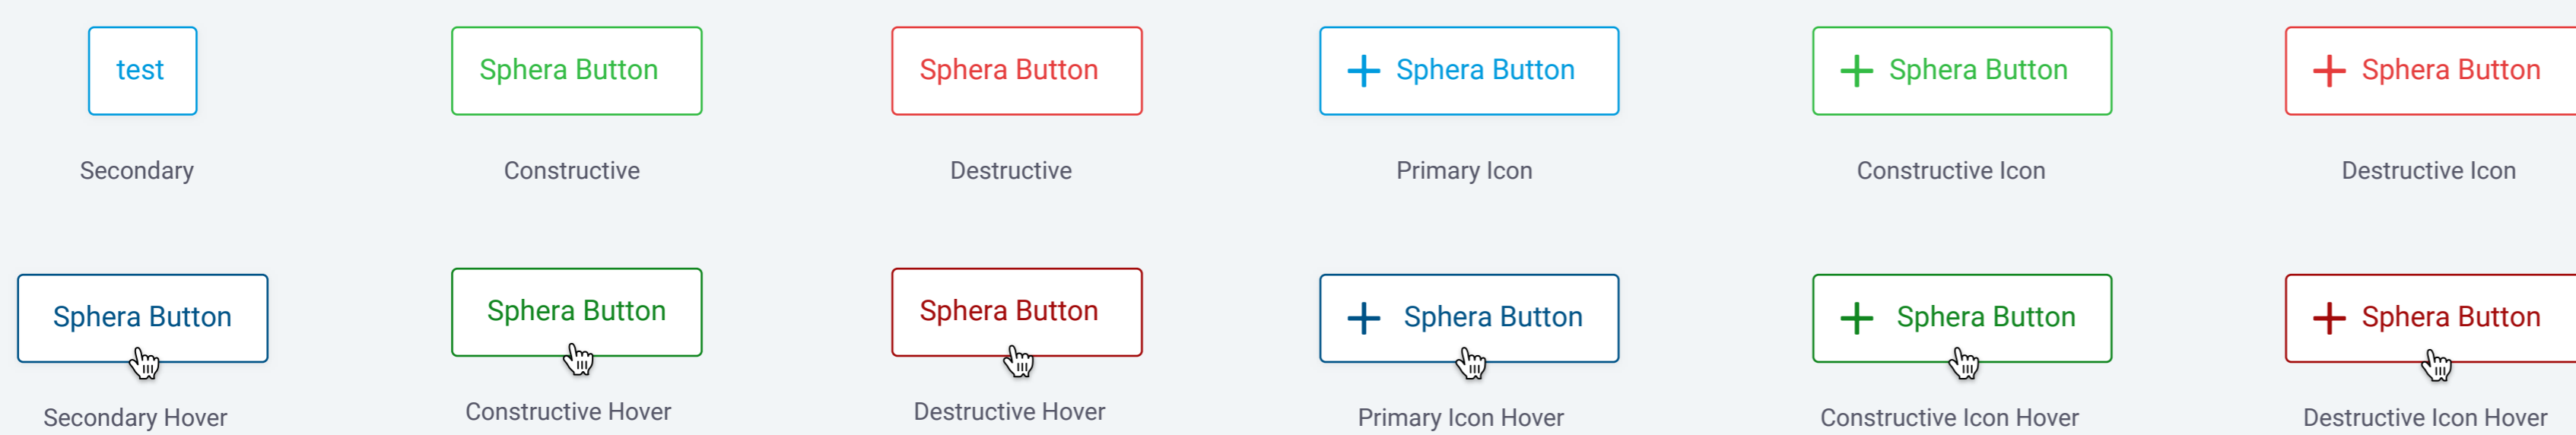 test
Sphera Button
Sphera Button
Sphera Button
Sphera Button
Sphera Button
Secondary
Constructive
Destructive
Primary Icon
Constructive Icon
Destructive Icon
Sphera Button
Sphera Button
Sphera Button
Sphera Button
Sphera Button
Sphera Button
Secondary Hover
Constructive Hover
Destructive Hover
Primary Icon Hover
Constructive Icon Hover
Destructive Icon Hover